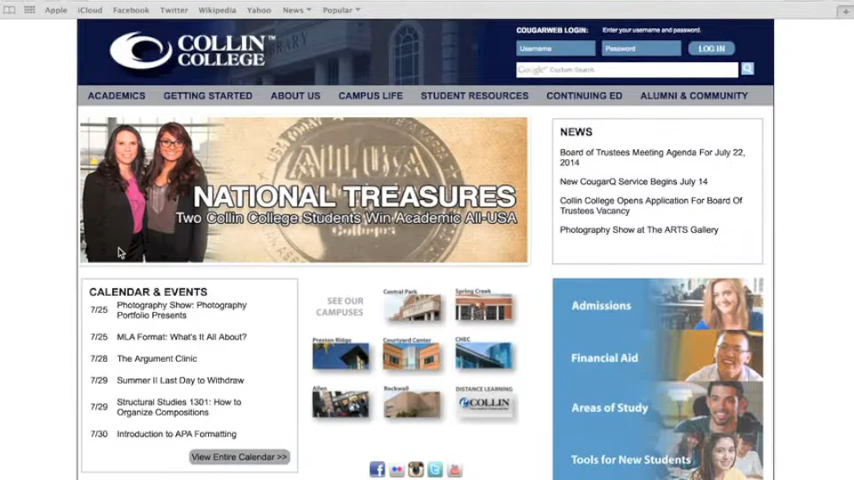 Apple iCloud Facebook Twitter Wikipedia Yahoo News Popular
COLLIN
COLLEGE
COUGARWEB LOGIN: Enter your username and password.
Username Password LOG IN
Google Custom Search
ACADEMICS GETTING STARTED ABOUT US CAMPUS LIFE STUDENT RESOURCES CONTINUING ED ALUMNI & COMMUNITY
NATIONAL TREASURES
Two Collin College Students Win Academic All-USA
NEWS
Board of Trustees Meeting Agenda For July 22,
2014
New CougarQ Service Begins July 14
Collin College Opens Application For Board Of
Trustees Vacancy
Photography Show at The ARTS Gallery
CALENDAR & EVENTS
7/25 Photography Show: Photography
Portfolio Presents
7/25 MLA Format: What's It All About?
7/28 The Argument Clinic
7/29 Summer II Last Day to Withdraw
7/29 Structural Studies 1301: How to
Organize Compositions
7/30 Introduction to APA Formatting
View Entire Calendar >>
SEE OUR
CAMPUSES
Central Park
Spring Creek
Preston Ridge
Courtyard Center
CHEC
Allen
Rockwall
DISTANCE LEARNING
COLLIN
Admissions
Financial Aid
Areas of Study
Tools for New Students